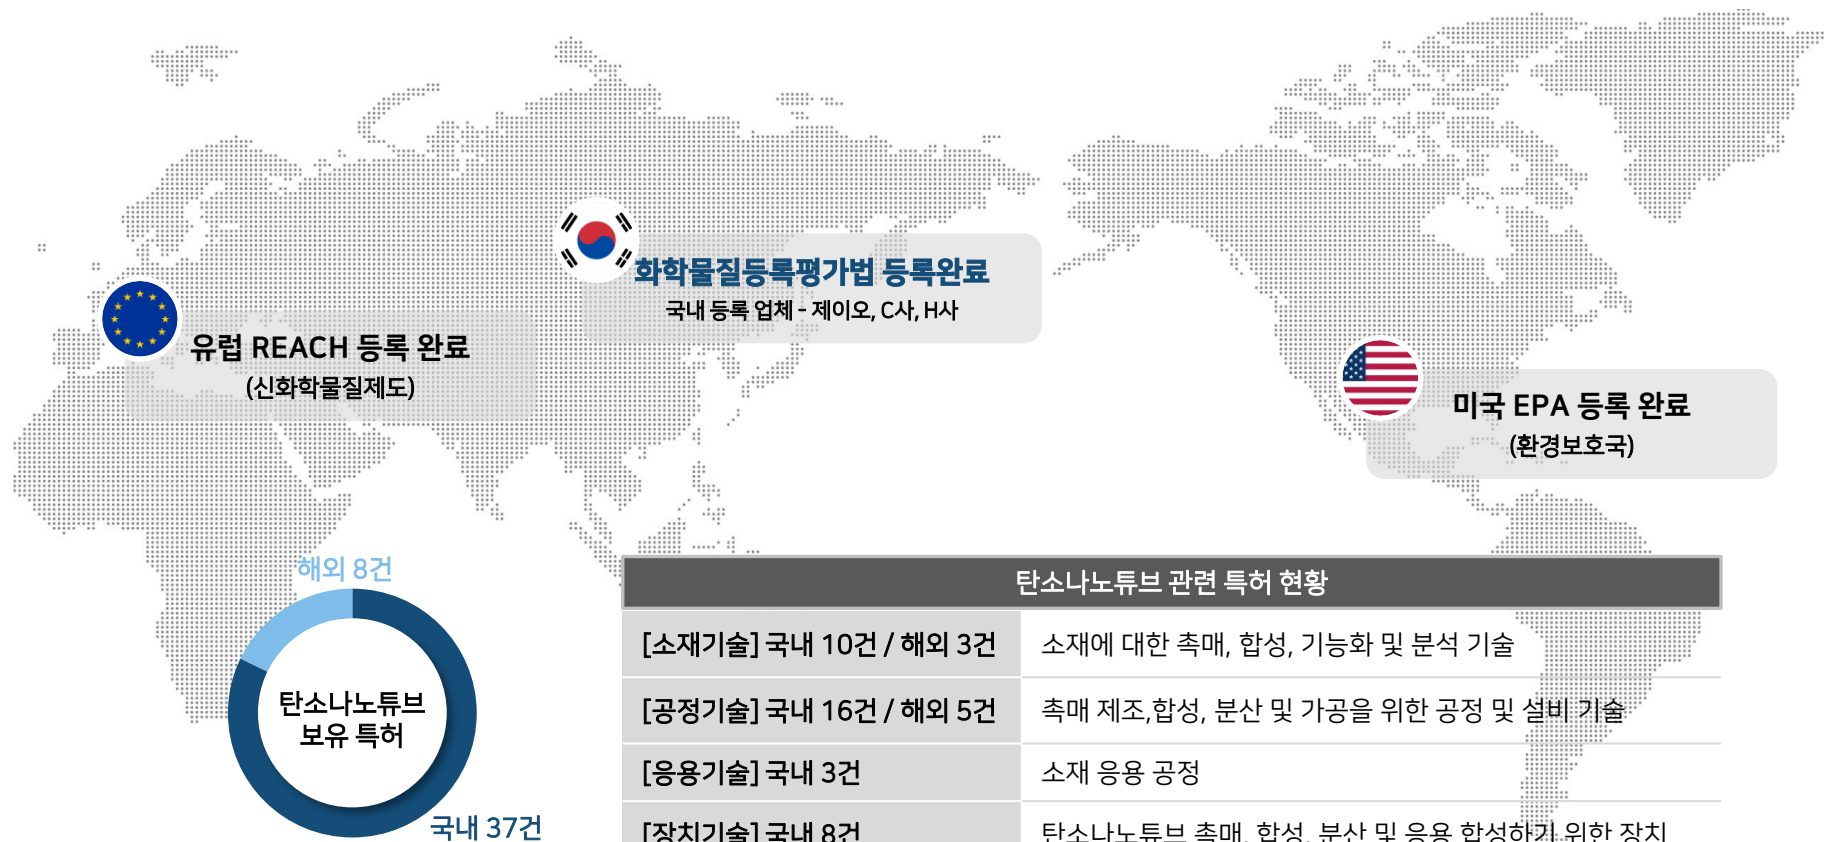 화학물질등록평가법 등록완료
국내 등록 업체 - 제이오, C사, H사
유럽 REACH 등록 완료
(신화학물질제도)
미국 EPA 등록 완료
(환경보호국)
해외 8건
탄소나노튜브
보유 특허
국내 37건
탄소나노튜브 관련 특허 현황
[소재기술] 국내 10건 / 해외 3건 소재에 대한 촉매, 합성, 기능화 및 분석 기술
[공정기술] 국내 16건 / 해외 5건 촉매 제조,합성, 분산 및 가공을 위한 공정 및 설비 기술
[응용기술] 국내 3건 소재 응용 공정
[장치기술] 국내 8건 탄소나노튜브 촉매, 합성, 분산 및 응용 합성하기 위한 장치